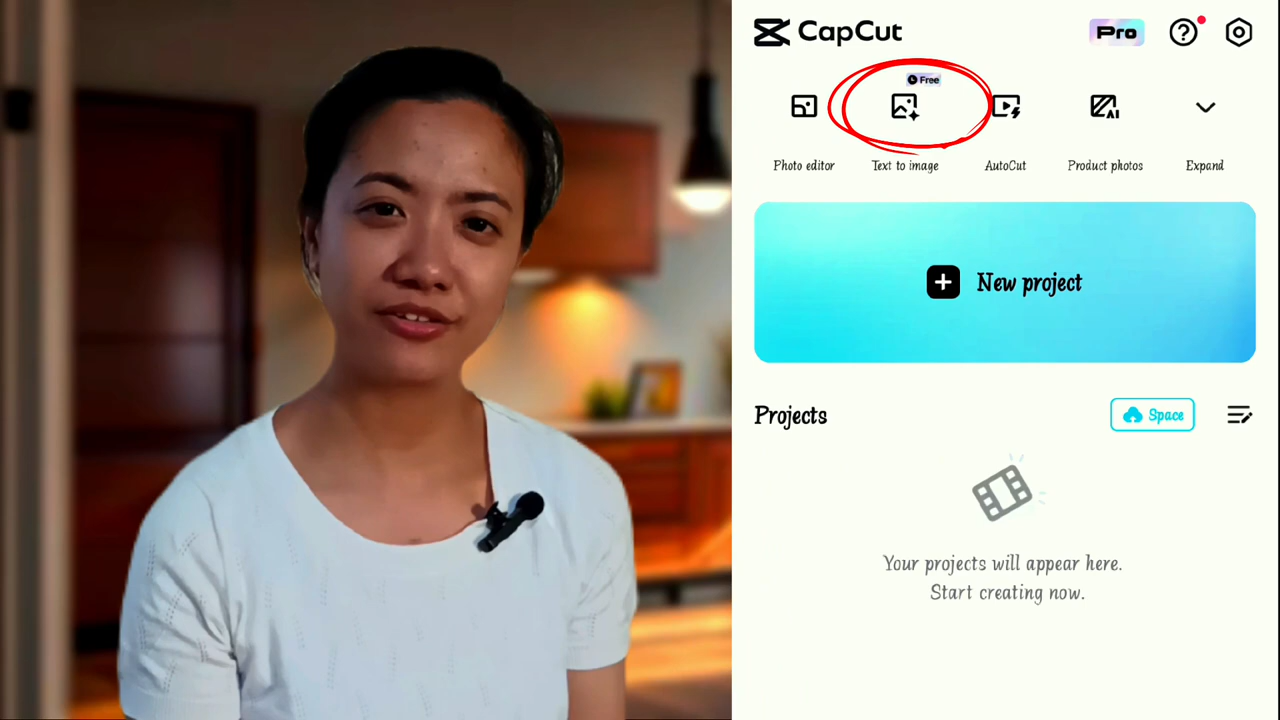 CapCut
Pro
Free
Photo editor
Text to image
AutoCut
Product photos
Expand
New project
Projects
Space
Your projects will appear here.
Start creating now.